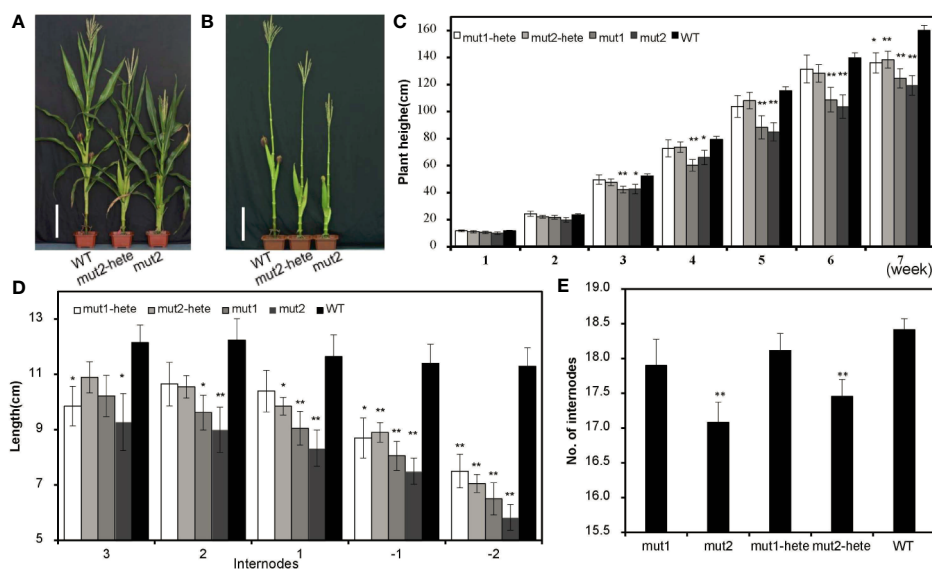 A
WT
mut2-hete
mut2
B
WT
mut2-hete
mut2
C
mut1-hete mut2-hete mut1 mut2 WT
Plant heighe(cm)
160
140
120
100
80
60
40
20
0
** *
** *
** **
** **
* ** ** **
1 2 3 4 5 6 7
(week)
D
mut1-hete mut2-hete mut1 mut2 WT
Length(cm)
13
11
9
7
5
* *
* **
* ** **
* ** ** **
** ** ** **
3 2 1 -1 -2
Internodes
E
No. of internodes
19.0
18.5
18.0
17.5
17.0
16.5
16.0
15.5
** **
mut1 mut2 mut1-hete mut2-hete WT